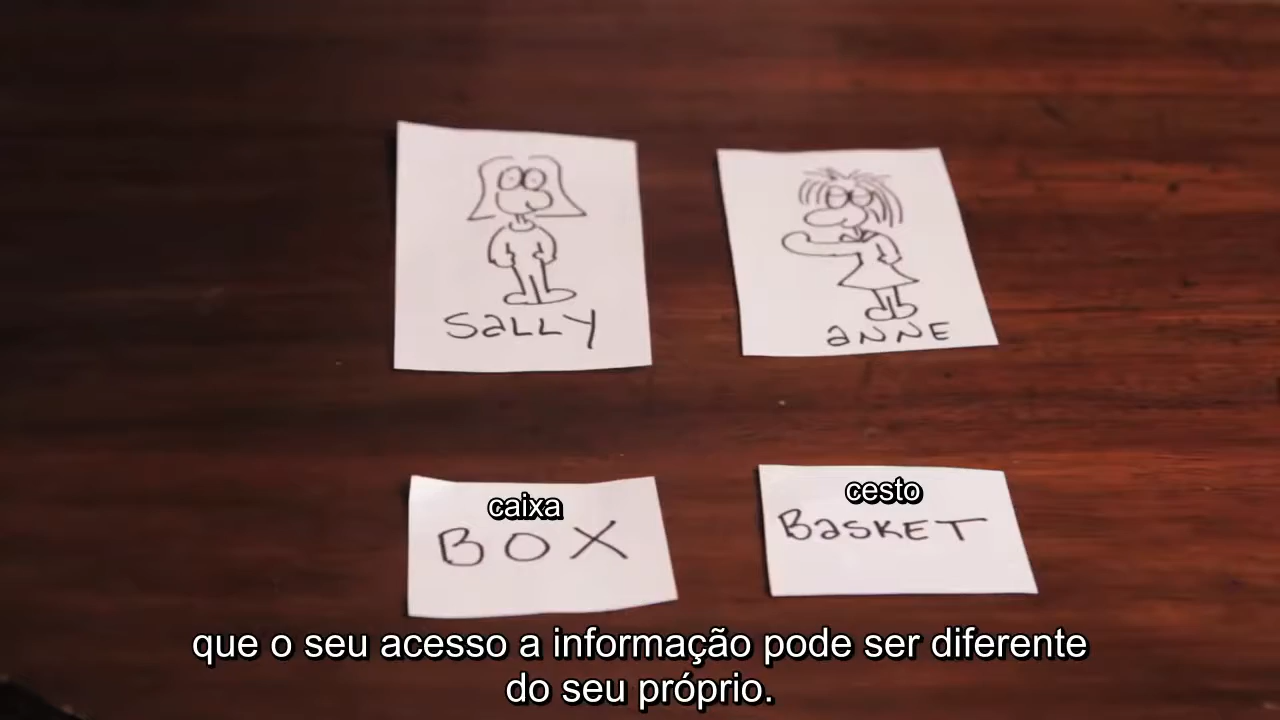 SaLLY
aNNE
caixa
BOX
cesto
BaSKET
que o seu acesso a informação pode ser diferente
do seu próprio.